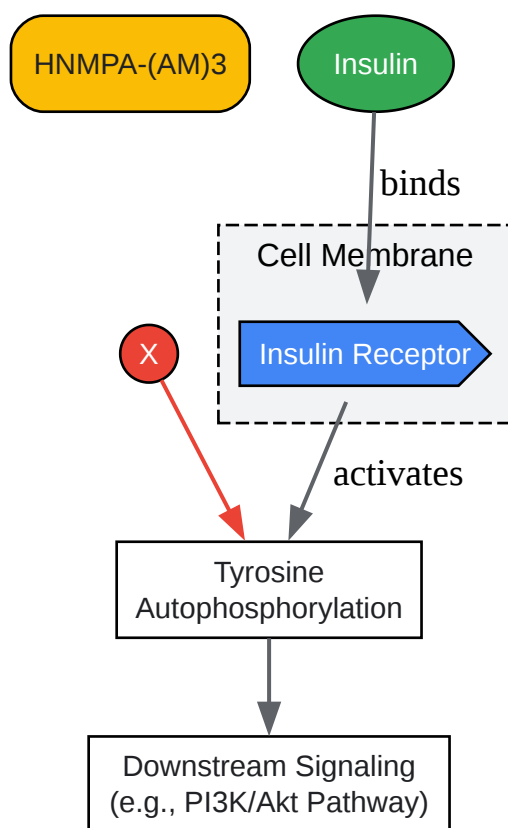 HNMPA-(AM)3
Insulin
binds
Cell Membrane
X
Insulin Receptor
activates
Tyrosine
Autophosphorylation
Downstream Signaling
(e.g., PI3K/Akt Pathway)